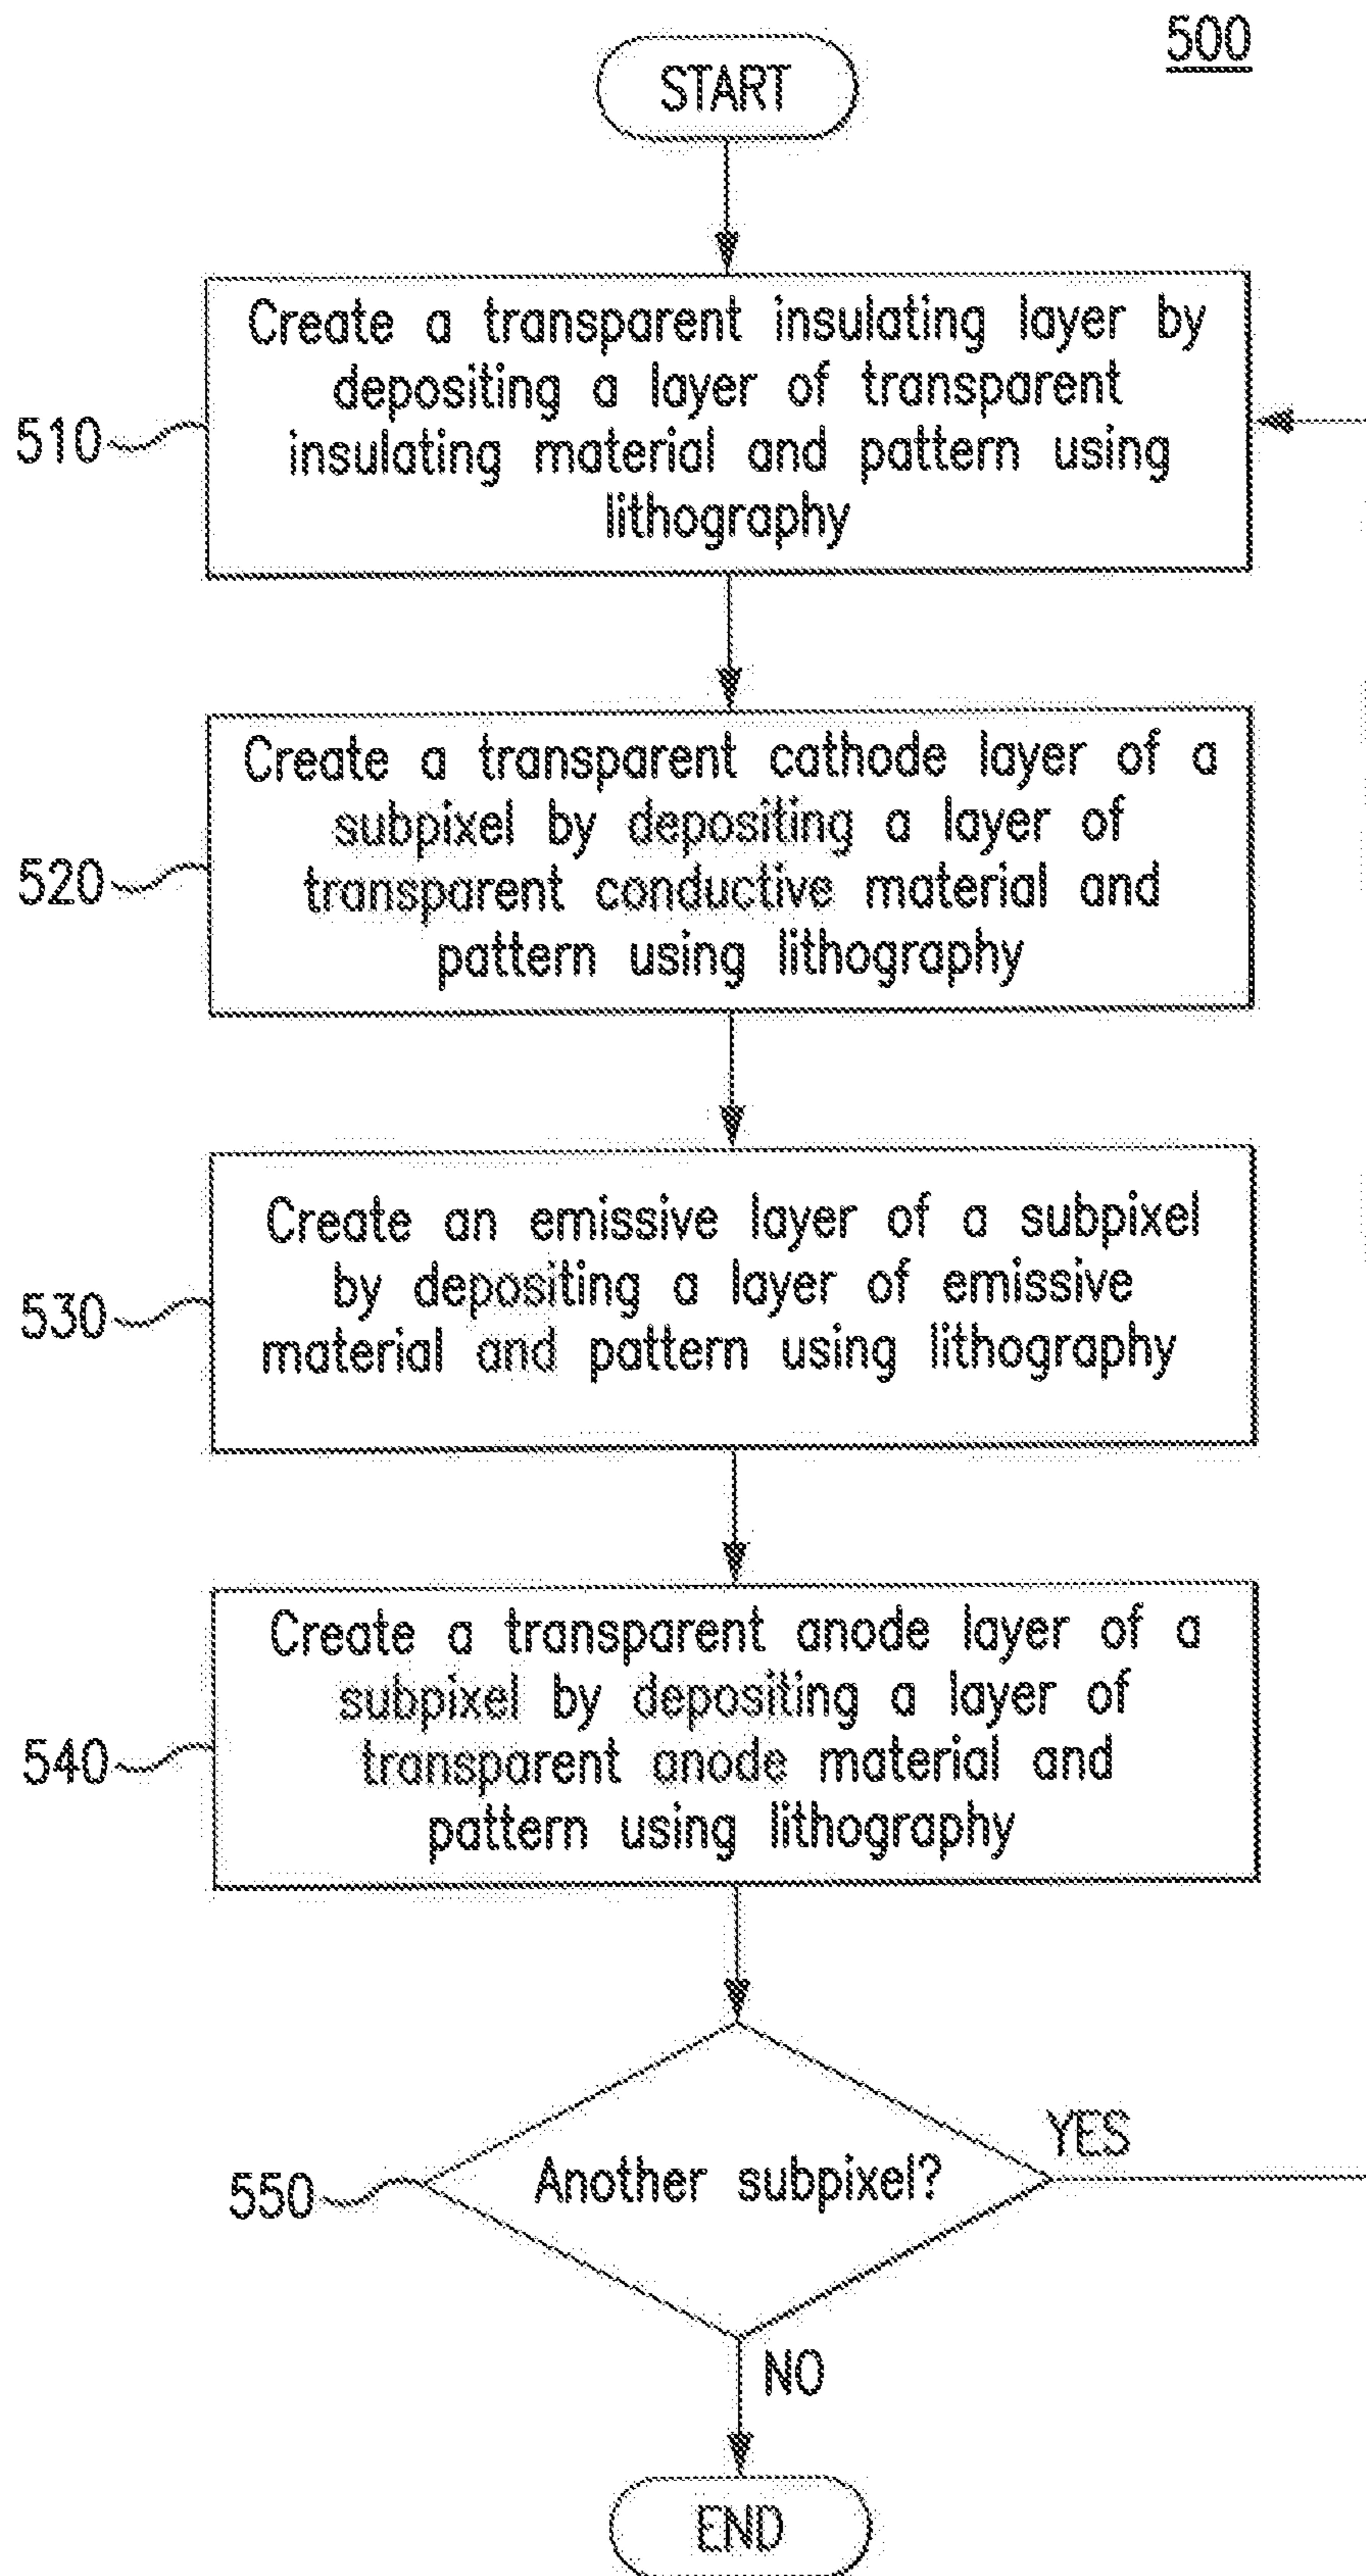 500
START
Create a transparent insulating layer by
depositing a layer of transparent
insulating material and pattern using
lithography
510
Create a transparent cathode layer of a
subpixel by depositing a layer of
transparent conductive material and
pattern using lithography
520
Create an emissive layer of a subpixel
by depositing a layer of emissive
material and pattern using lithography
530
Create a transparent anode layer of a
subpixel by depositing a layer of
transparent anode material and
pattern using lithography
540
Another subpixel?
550
YES
NO
END